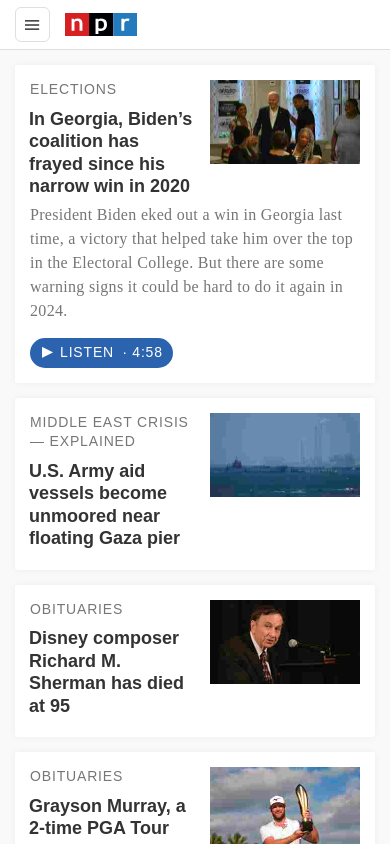 npr
ELECTIONS
In Georgia, Biden’s
coalition has
frayed since his
narrow win in 2020
President Biden eked out a win in Georgia last
time, a victory that helped take him over the top
in the Electoral College. But there are some
warning signs it could be hard to do it again in
2024.
LISTEN · 4:58
MIDDLE EAST CRISIS
— EXPLAINED
U.S. Army aid
vessels become
unmoored near
floating Gaza pier
OBITUARIES
Disney composer
Richard M.
Sherman has died
at 95
OBITUARIES
Grayson Murray, a
2-time PGA Tour